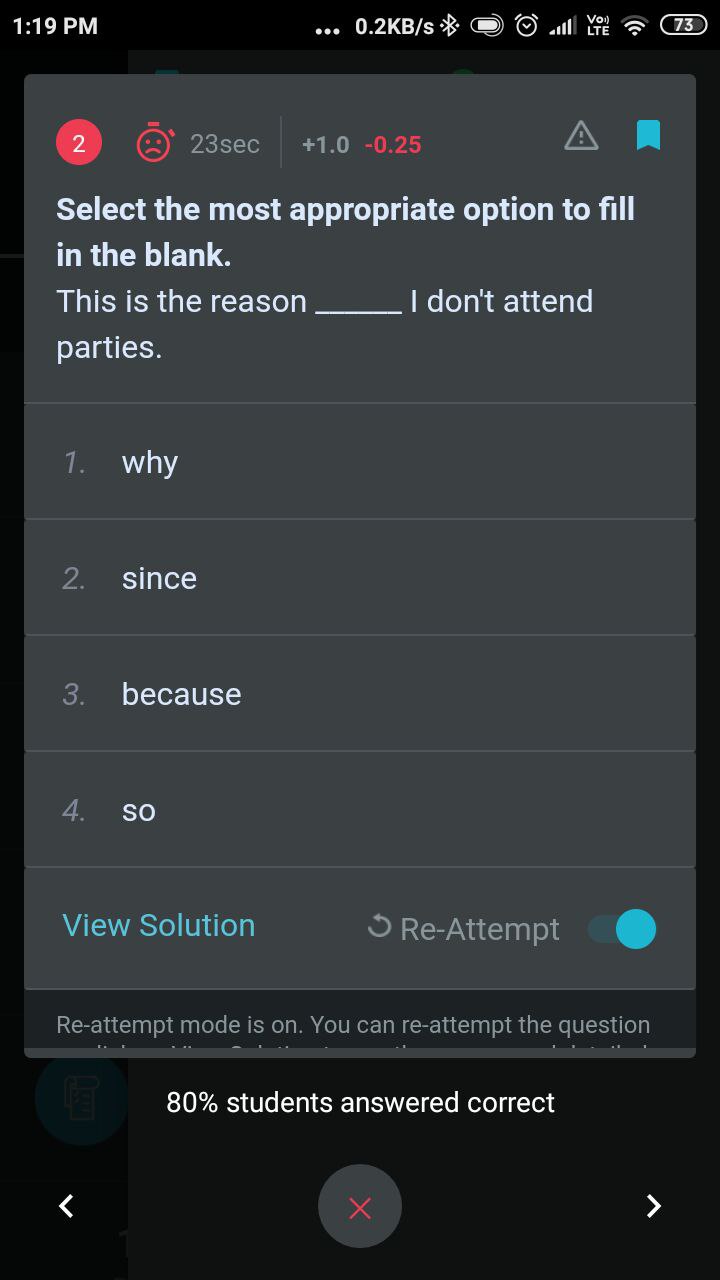 1:19 PM ... 0.2KB/s Vo) LTE 73
2 23sec +1.0 -0.25
Select the most appropriate option to fill
in the blank.
This is the reason ______ I don't attend
parties.
1. why
2. since
3. because
4. so
View Solution Re-Attempt
Re-attempt mode is on. You can re-attempt the question
80% students answered correct